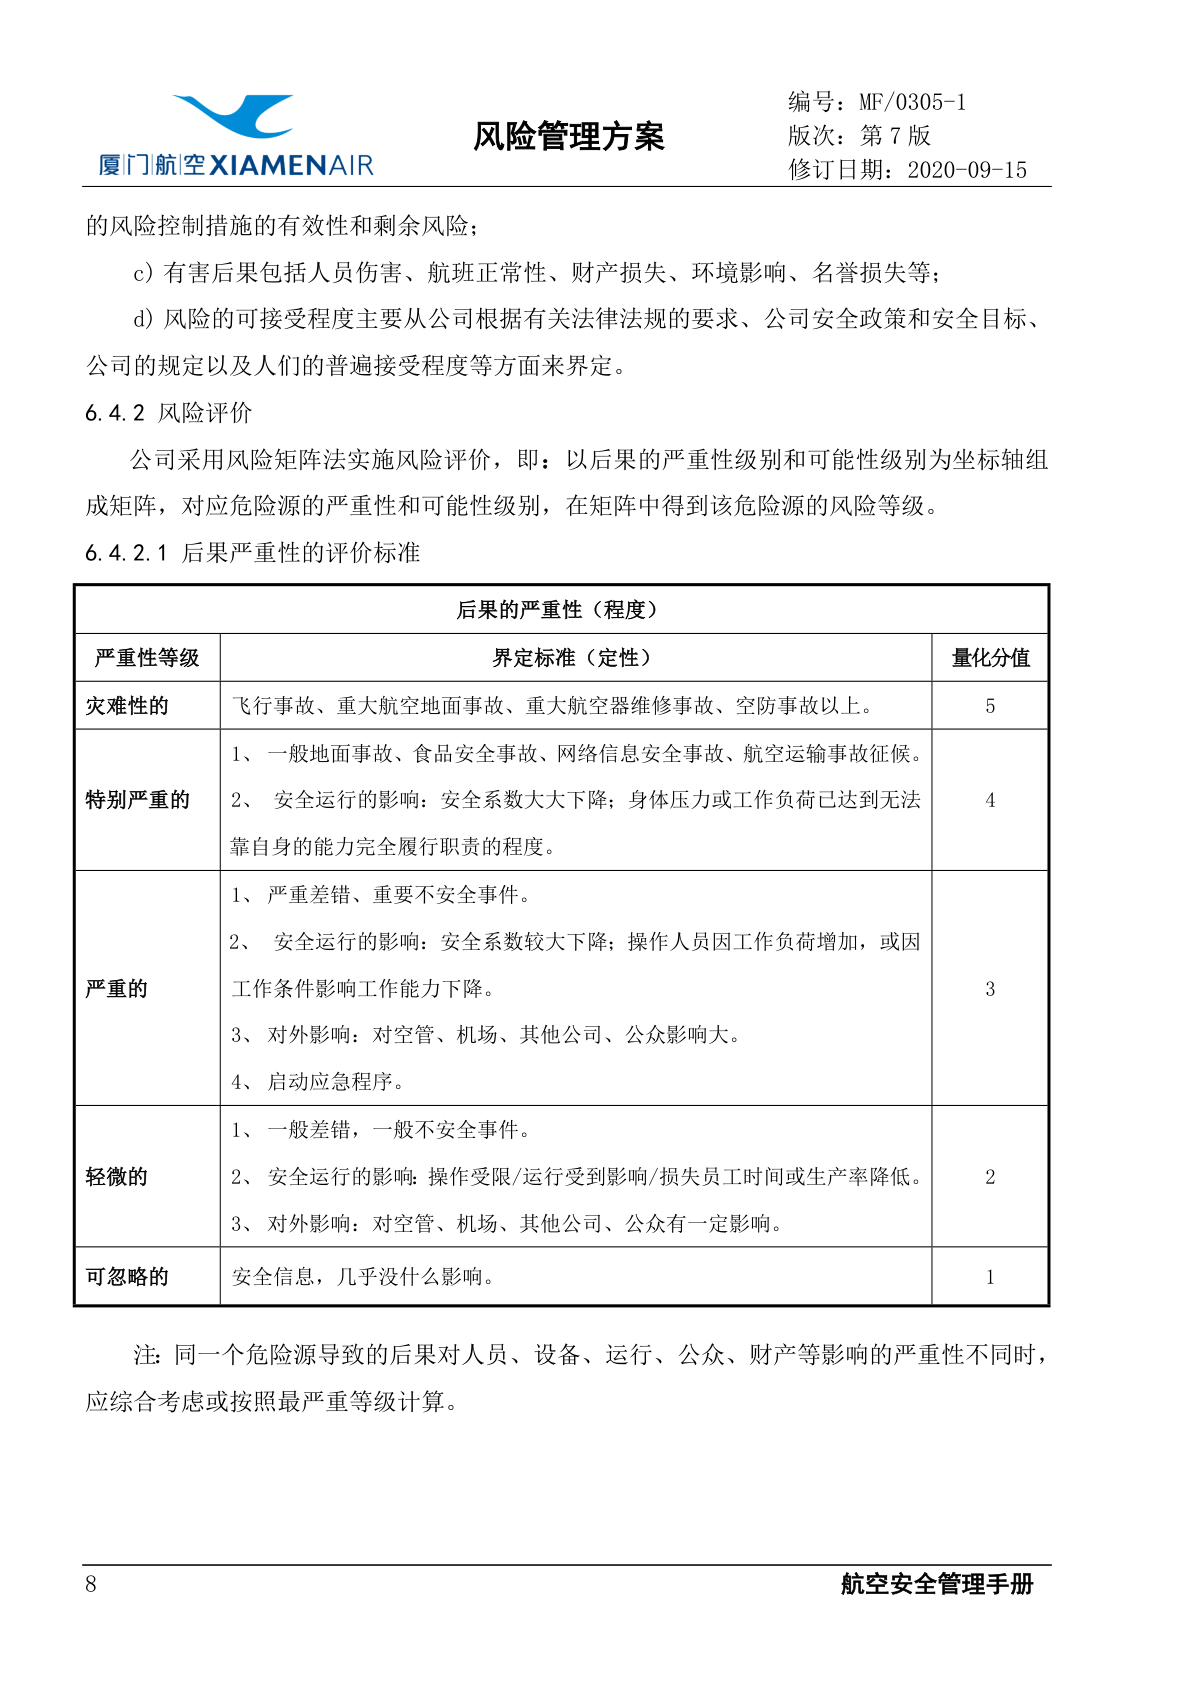 厦门航空 XIAMENAIR
风险管理方案
编号：MF/0305-1
版次：第 7 版
修订日期：2020-09-15
的风险控制措施的有效性和剩余风险；
c) 有害后果包括人员伤害、航班正常性、财产损失、环境影响、名誉损失等；
d) 风险的可接受程度主要从公司根据有关法律法规的要求、公司安全政策和安全目标、
公司的规定以及人们的普遍接受程度等方面来界定。
6.4.2 风险评价
公司采用风险矩阵法实施风险评价，即：以后果的严重性级别和可能性级别为坐标轴组
成矩阵，对应危险源的严重性和可能性级别，在矩阵中得到该危险源的风险等级。
6.4.2.1 后果严重性的评价标准
后果的严重性（程度）
严重性等级 界定标准（定性） 量化分值
灾难性的 飞行事故、重大航空地面事故、重大航空器维修事故、空防事故以上。 5
1、 一般地面事故、食品安全事故、网络信息安全事故、航空运输事故征候。
特别严重的 2、 安全运行的影响：安全系数大大下降；身体压力或工作负荷已达到无法 4
靠自身的能力完全履行职责的程度。
1、 严重差错、重要不安全事件。
2、 安全运行的影响：安全系数较大下降；操作人员因工作负荷增加，或因
严重的 工作条件影响工作能力下降。 3
3、 对外影响：对空管、机场、其他公司、公众影响大。
4、 启动应急程序。
1、 一般差错，一般不安全事件。
轻微的 2、 安全运行的影响：操作受限/运行受到影响/损失员工时间或生产率降低。 2
3、 对外影响：对空管、机场、其他公司、公众有一定影响。
可忽略的 安全信息，几乎没什么影响。 1
注：同一个危险源导致的后果对人员、设备、运行、公众、财产等影响的严重性不同时，
应综合考虑或按照最严重等级计算。
8 航空安全管理手册